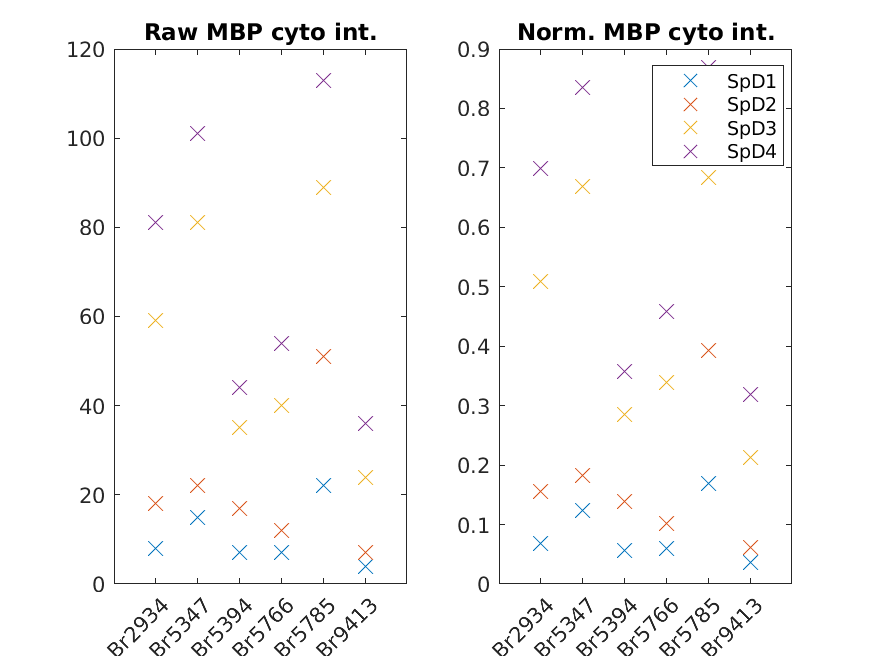 Raw MBP cyto int.
120
100
80
60
40
20
0
Br2934
Br5347
Br5394
Br5766
Br5785
Br9413
Norm. MBP cyto int.
0.9
0.8
0.7
0.6
0.5
0.4
0.3
0.2
0.1
0
SpD1
SpD2
SpD3
SpD4
Br2934
Br5347
Br5394
Br5766
Br5785
Br9413